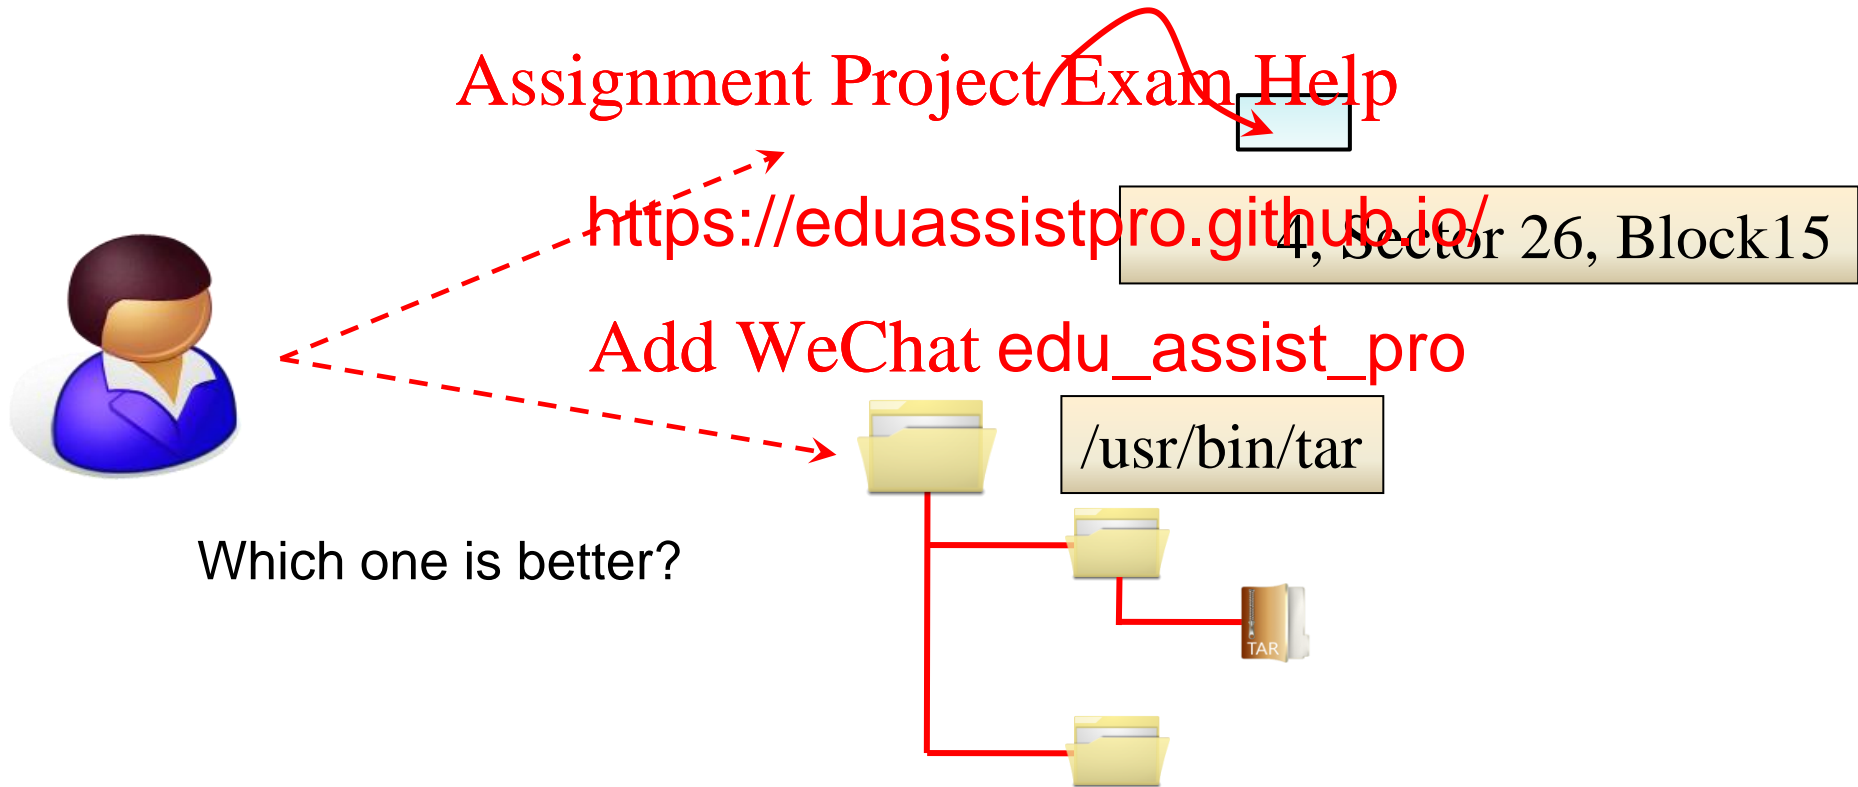 Assignment Project Exam Help
https://eduassistpro.github.io/
4, Sector 26, Block15
Add WeChat edu_assist_pro
/usr/bin/tar
Which one is better?
TAR